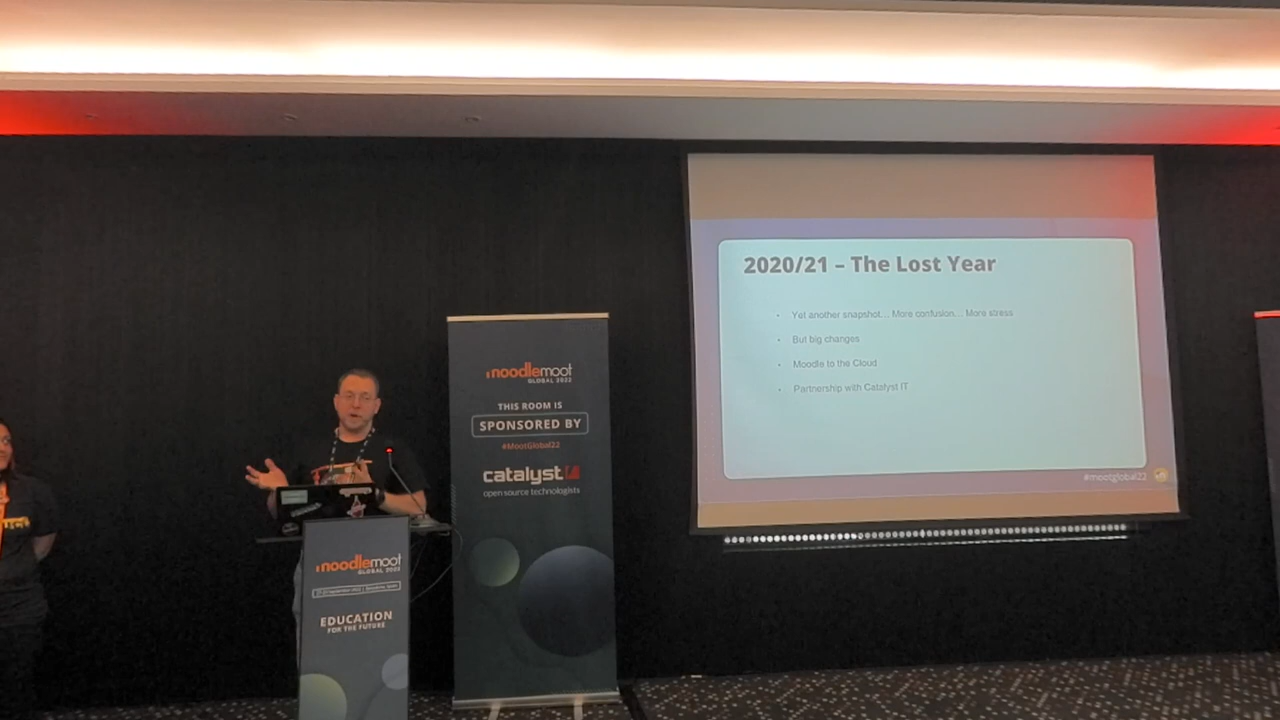 2020/21 – The Lost Year
• Yet another snapshot… More confusion… More stress
• But big changes
• Moodle to the Cloud
• Partnership with Catalyst IT
#mootglobal22
moodlemoot
GLOBAL 2022
THIS ROOM IS
SPONSORED BY
#MootGlobal22
catalyst
open source technologists
moodlemoot
GLOBAL 2022
EDUCATION
FOR THE FUTURE